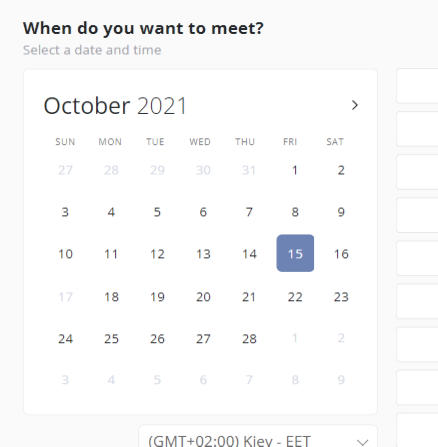 When do you want to meet?
Select a date and time
October 2021
SUN MON TUE WED THU FRI SAT
27 28 29 30 31 1 2
3 4 5 6 7 8 9
10 11 12 13 14 15 16
17 18 19 20 21 22 23
24 25 26 27 28 1 2
3 4 5 6 7 8 9
(GMT+02:00) Kiev - EET